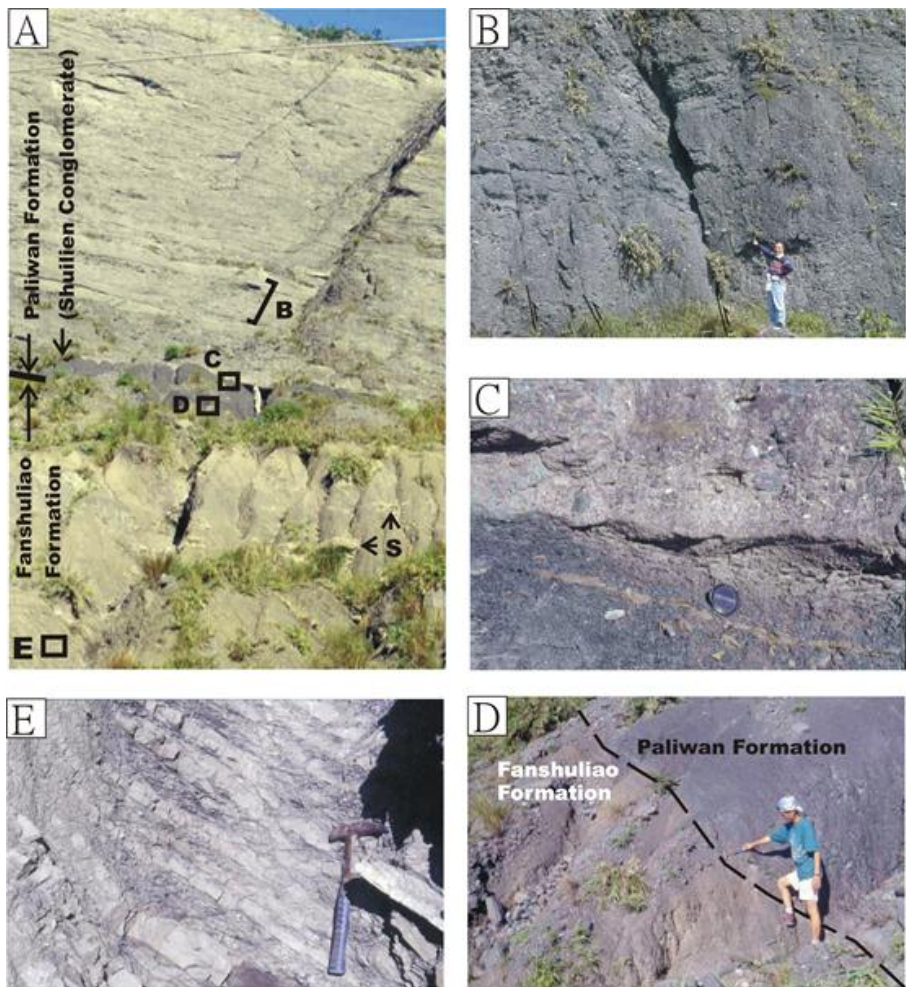 A
Paliwan Formation
(Shuilien Conglomerate)
B
C
D
Fanshuliao
Formation
S
E
B
C
E
D
Paliwan Formation
Fanshuliao
Formation